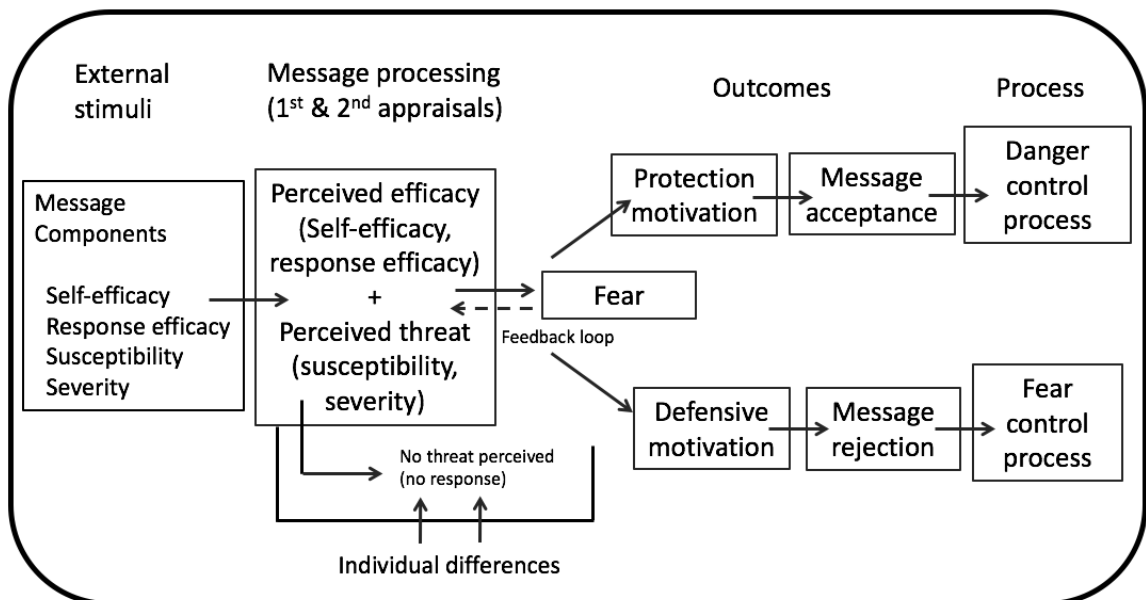 External
stimuli
Message processing
(1st & 2nd appraisals)
Outcomes
Process
Message
Components
Self-efficacy
Response efficacy
Susceptibility
Severity
Perceived efficacy
(Self-efficacy,
response efficacy)
+
Perceived threat
(susceptibility,
severity)
No threat perceived
(no response)
Individual differences
Fear
Feedback loop
Protection
motivation
Message
acceptance
Danger
control
process
Defensive
motivation
Message
rejection
Fear
control
process